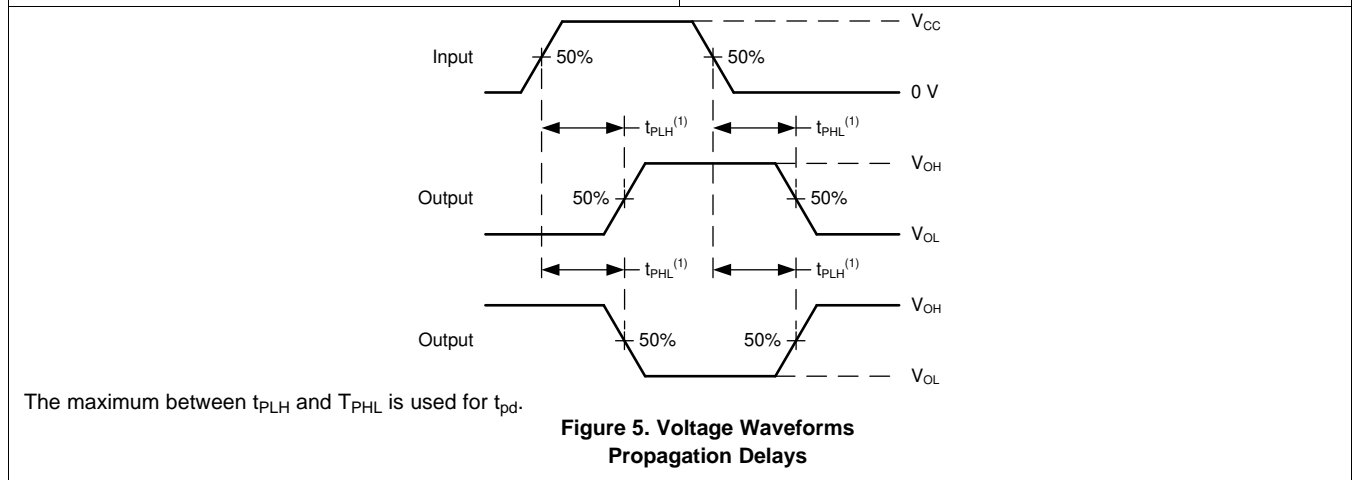 V_CC
Input
50%
50%
0 V
t_PLH^(1)
t_PHL^(1)
V_OH
Output
50%
50%
V_OL
t_PHL^(1)
t_PLH^(1)
V_OH
Output
50%
50%
V_OL
The maximum between t_PLH and T_PHL is used for t_pd.
Figure 5. Voltage Waveforms
Propagation Delays